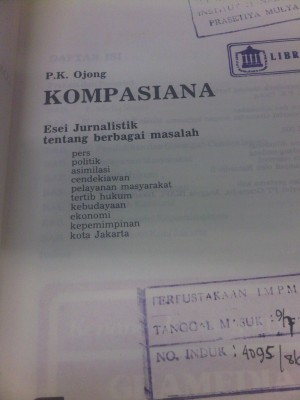 PRASETIYA MULYA
LIBR
P.K. Ojong
KOMPASIANA
Esei Jurnalistik
tentang berbagai masalah
pers
politik
asimilasi
cendekiawan
pelayanan masyarakat
tertib hukum
kebudayaan
ekonomi
kepemimpinan
kota Jakarta
PERPUSTAKAAN I.M.P.M
TANGGAL MASUK :
NO. INDUK : 4095/86